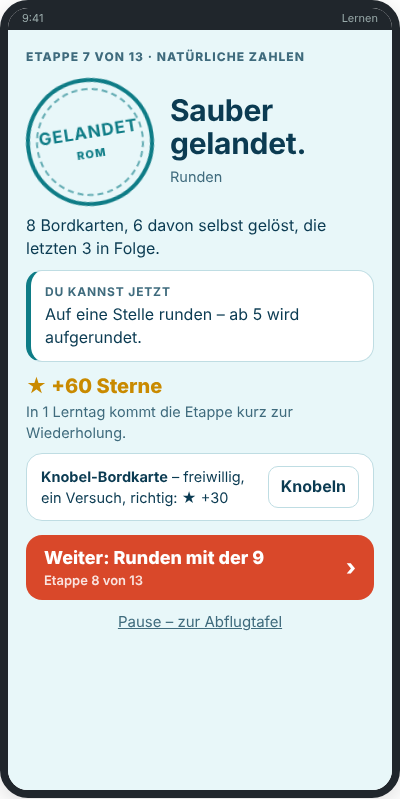 9:41 Lernen
ETAPPE 7 VON 13 · NATÜRLICHE ZAHLEN
GELANDET
ROM
Sauber
gelandet.
Runden
8 Bordkarten, 6 davon selbst gelöst, die
letzten 3 in Folge.
DU KANNST JETZT
Auf eine Stelle runden – ab 5 wird
aufgerundet.
★ +60 Sterne
In 1 Lerntag kommt die Etappe kurz zur
Wiederholung.
Knobel-Bordkarte – freiwillig,
ein Versuch, richtig: ★ +30
Knobeln
Weiter: Runden mit der 9
Etappe 8 von 13
›
Pause – zur Abflugtafel